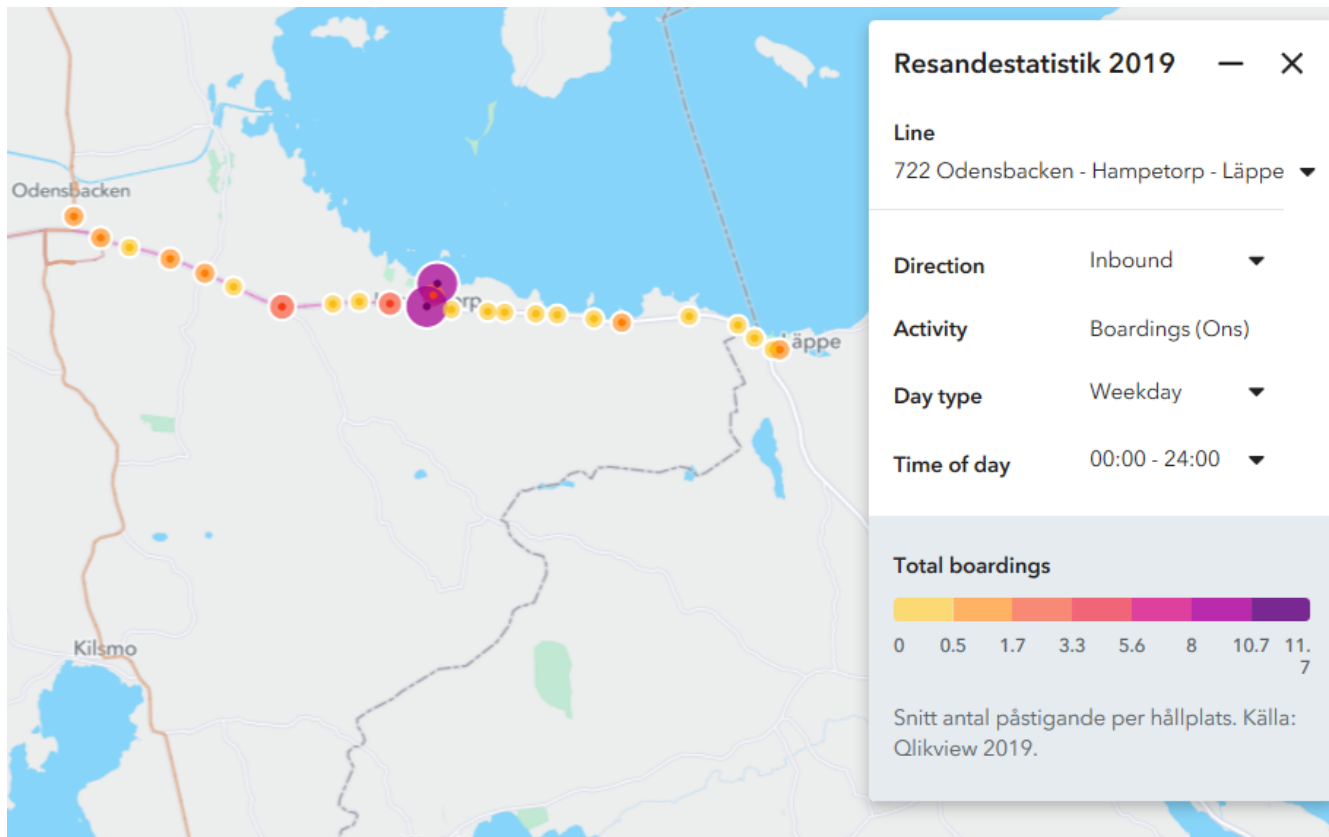 Odensbacken
Läppe
Kilsmo
Resandestatistik 2019
Line
722 Odensbacken - Hampetorp - Läppe
Direction
Inbound
Activity
Boardings (Ons)
Day type
Weekday
Time of day
00:00 - 24:00
Total boardings
0 0.5 1.7 3.3 5.6 8 10.7 11.
7
Snitt antal påstigande per hållplats. Källa:
Qlikview 2019.